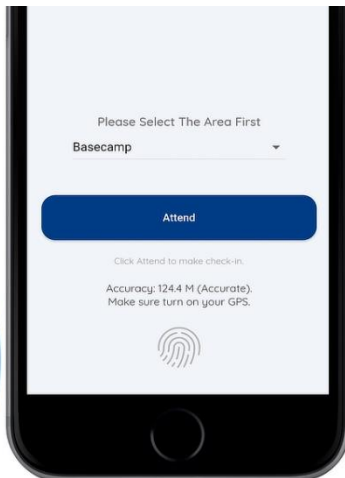 Please Select The Area First
Basecamp
Attend
Click Attend to make check-in.
Accuracy: 124.4 M (Accurate).
Make sure turn on your GPS.